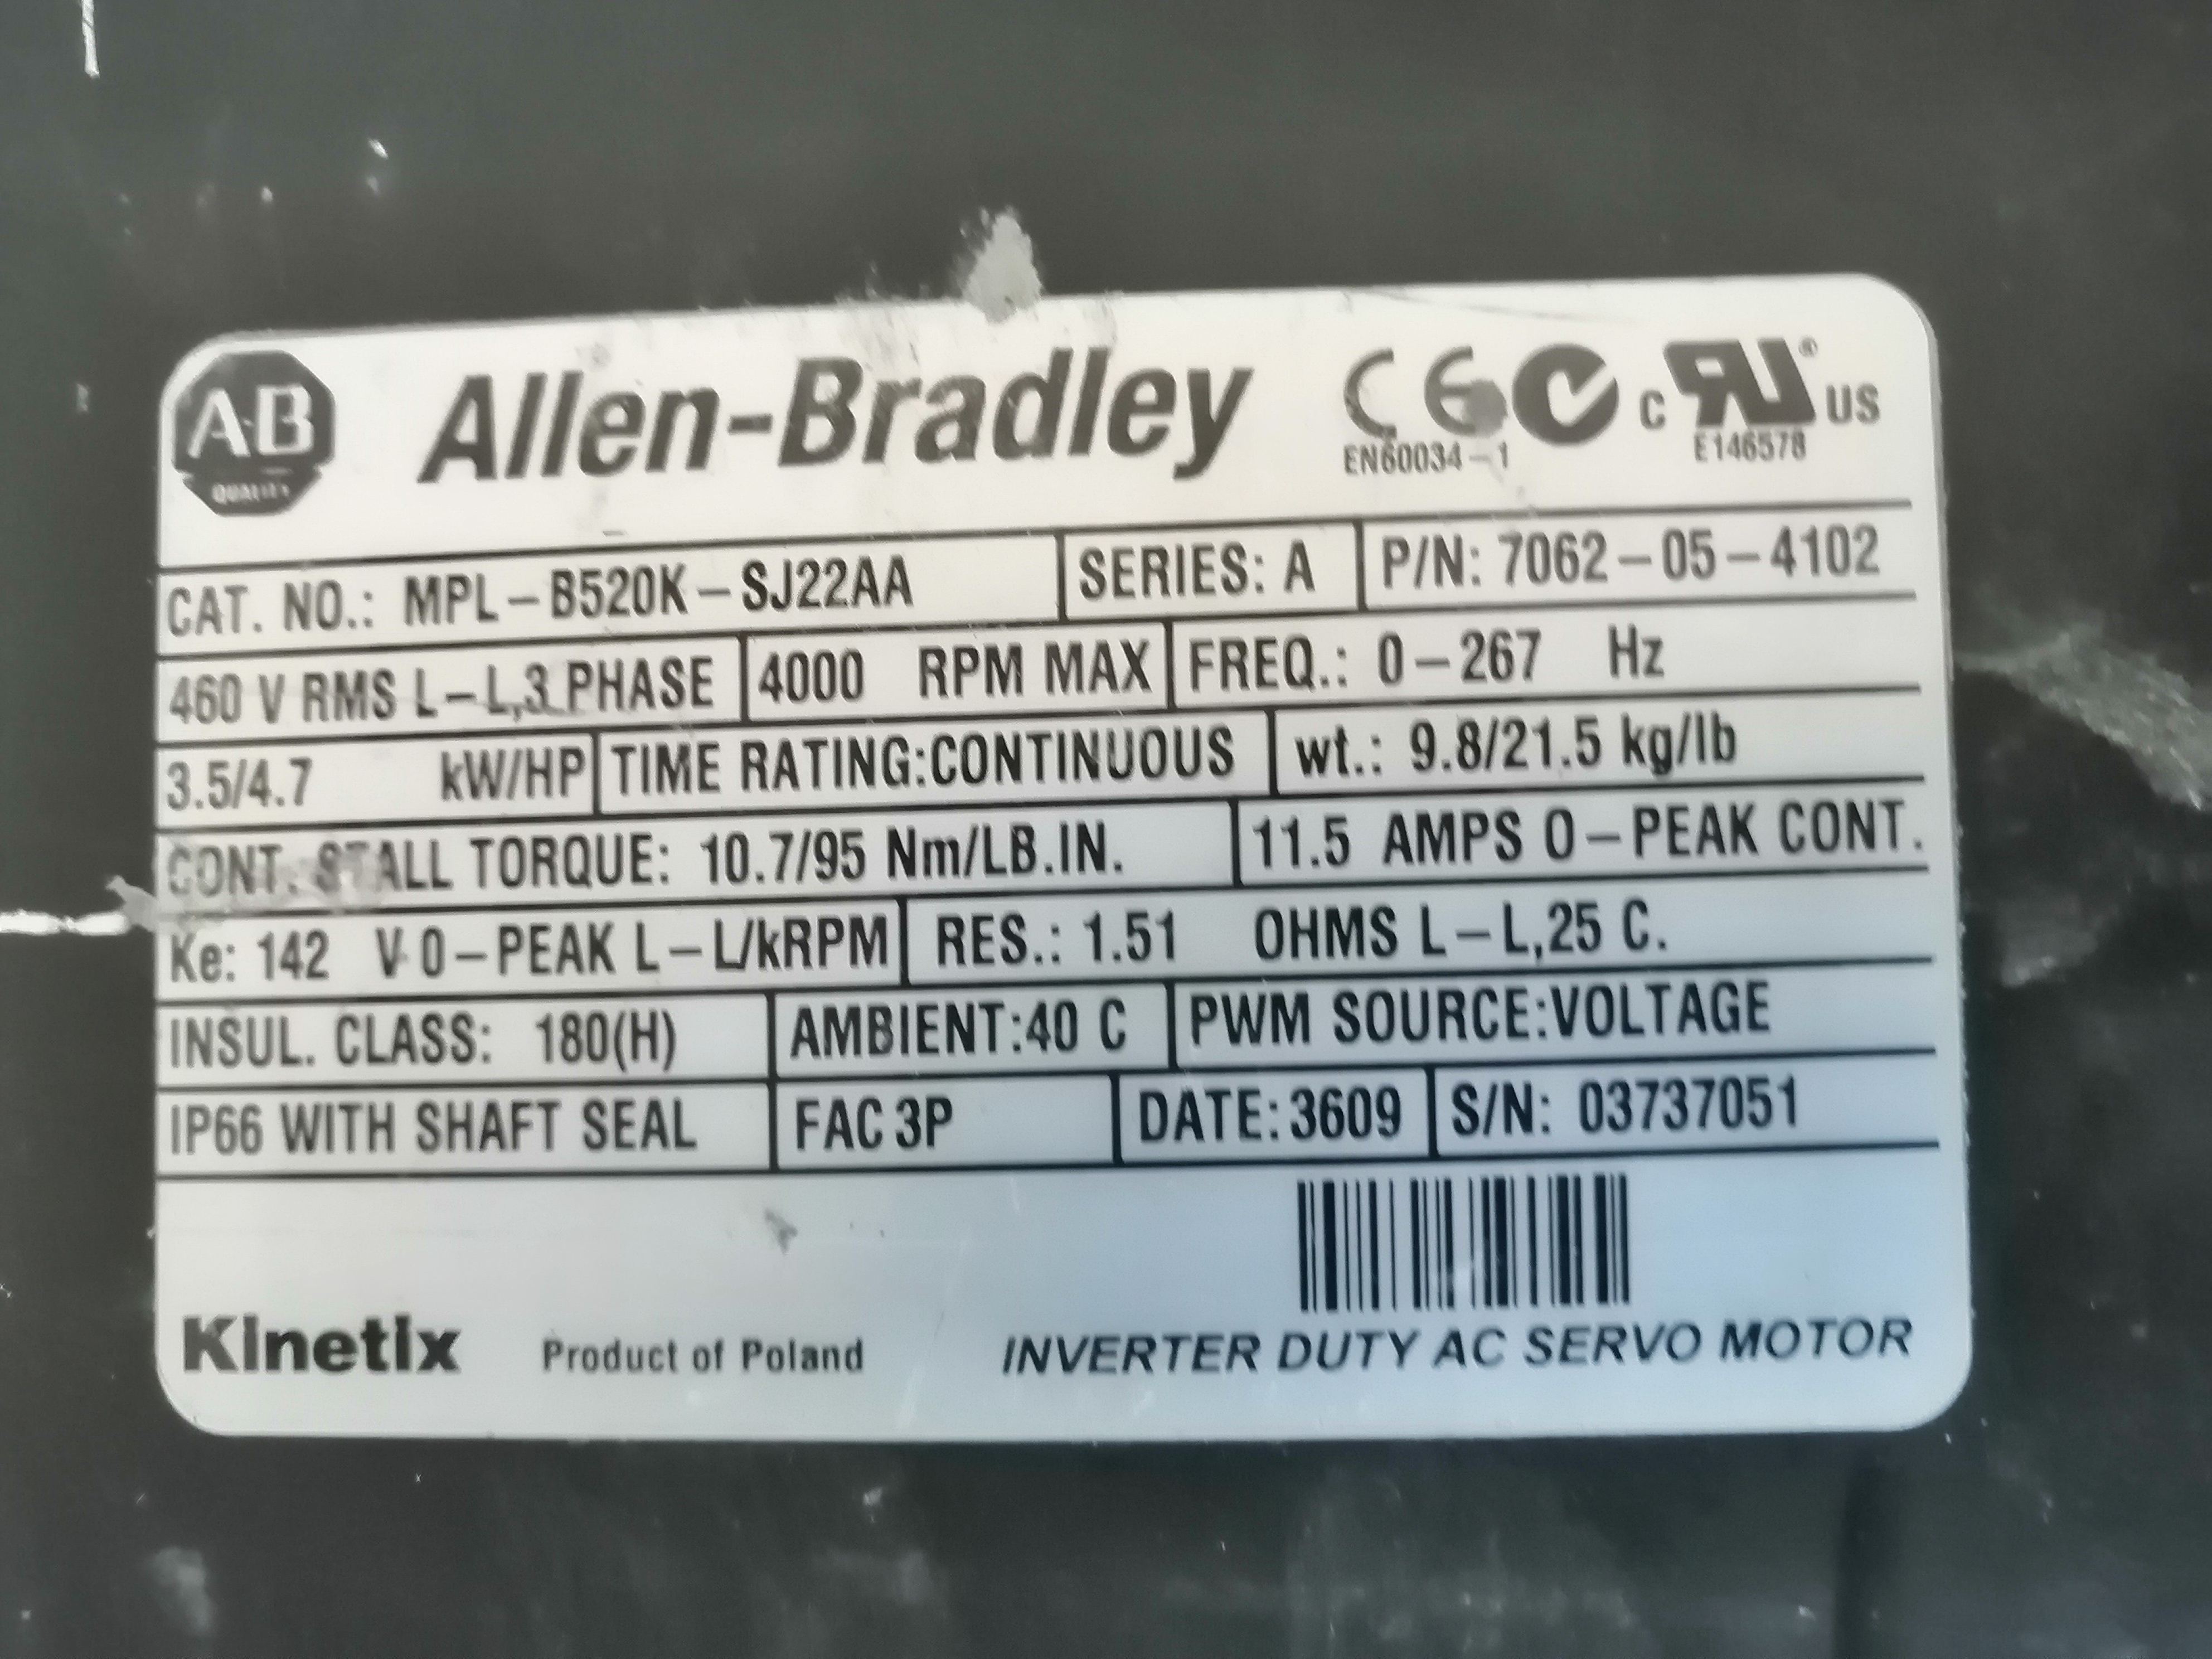 A-B
QUALITY
Allen-Bradley
CE
EN60034-1
c RU® US
E146578
CAT. NO.: MPL-B520K-SJ22AA SERIES: A P/N: 7062-05-4102
460 V RMS L-L,3 PHASE 4000 RPM MAX FREQ.: 0-267 Hz
3.5/4.7 kW/HP TIME RATING:CONTINUOUS wt.: 9.8/21.5 kg/lb
CONT. STALL TORQUE: 10.7/95 Nm/LB.IN. 11.5 AMPS 0-PEAK CONT.
Ke: 142 V 0-PEAK L-L/kRPM RES.: 1.51 OHMS L-L,25 C.
INSUL. CLASS: 180(H) AMBIENT:40 C PWM SOURCE:VOLTAGE
IP66 WITH SHAFT SEAL FAC 3P DATE:3609 S/N: 03737051
Kinetix Product of Poland INVERTER DUTY AC SERVO MOTOR